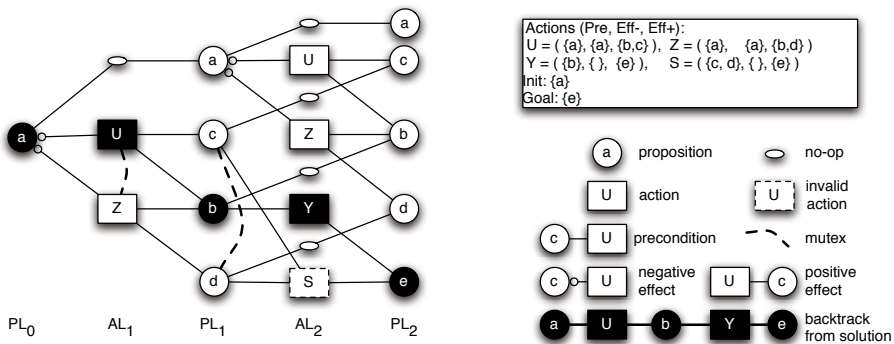 a
a
U
c
a
U
c
Z
b
Z
b
Y
d
d
S
e
PL0
AL1
PL1
AL2
PL2
Actions (Pre, Eff-, Eff+):
U = ( {a}, {a}, {b,c} ), Z = ( {a}, {a}, {b,d} )
Y = ( {b}, { }, {e} ), S = ( {c, d}, { }, {e} )
Init: {a}
Goal: {e}
a proposition no-op
U action U invalid action
c U precondition mutex
c U negative effect U c positive effect
a U b Y e backtrack from solution